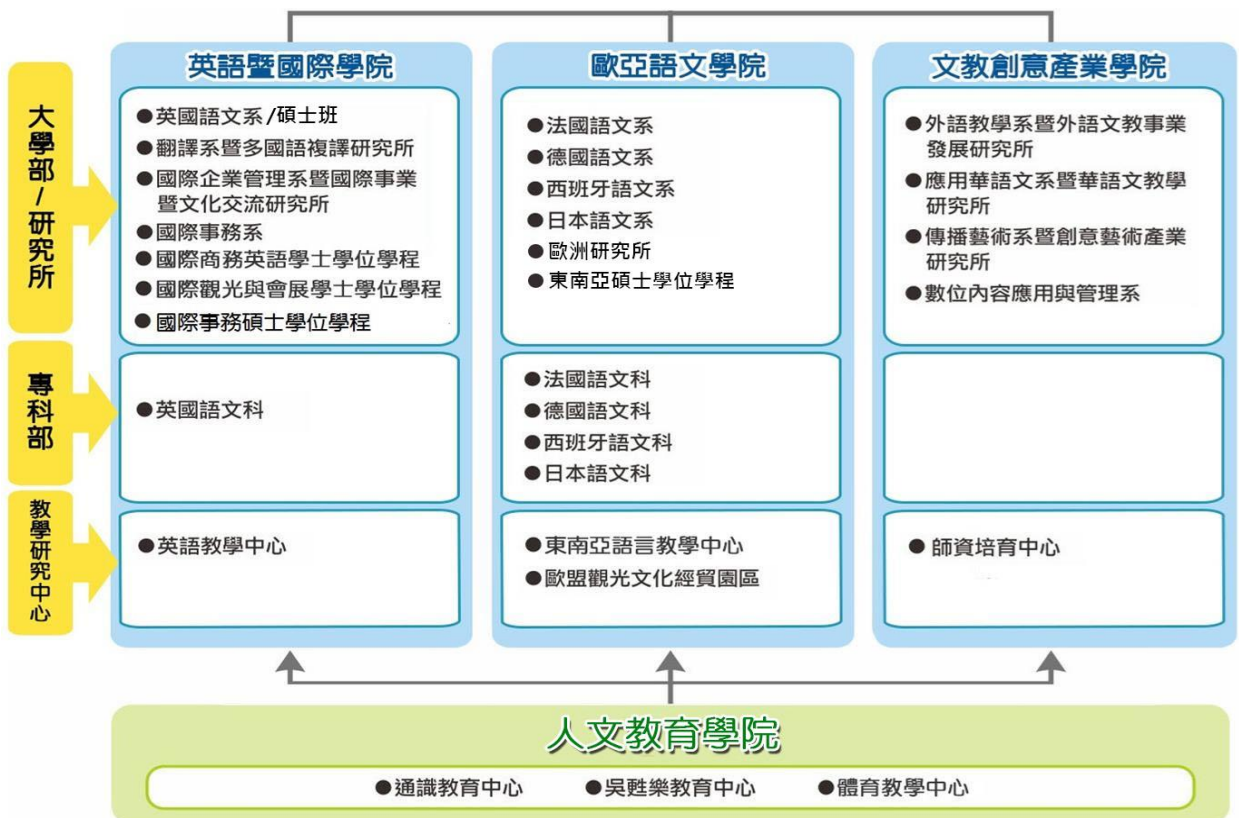 英語暨國際學院
歐亞語文學院
文教創意產業學院
大學部/研究所
●英國語文系/碩士班
●翻譯系暨多國語複譯研究所
●國際企業管理系暨國際事業
暨文化交流研究所
●國際事務系
●國際商務英語學士學位學程
●國際觀光與會展學士學位學程
●國際事務碩士學位學程
●法國語文系
●德國語文系
●西班牙語文系
●日本語文系
●歐洲研究所
●東南亞碩士學位學程
●外語教學系暨外語文教事業
發展研究所
●應用華語文系暨華語文教學
研究所
●傳播藝術系暨創意藝術產業
研究所
●數位內容應用與管理系
專科部
●英國語文科
●法國語文科
●德國語文科
●西班牙語文科
●日本語文科
教學研究中心
●英語教學中心
●東南亞語言教學中心
●歐盟觀光文化經貿園區
●師資培育中心
人文教育學院
●通識教育中心 ●吳甦樂教育中心 ●體育教學中心